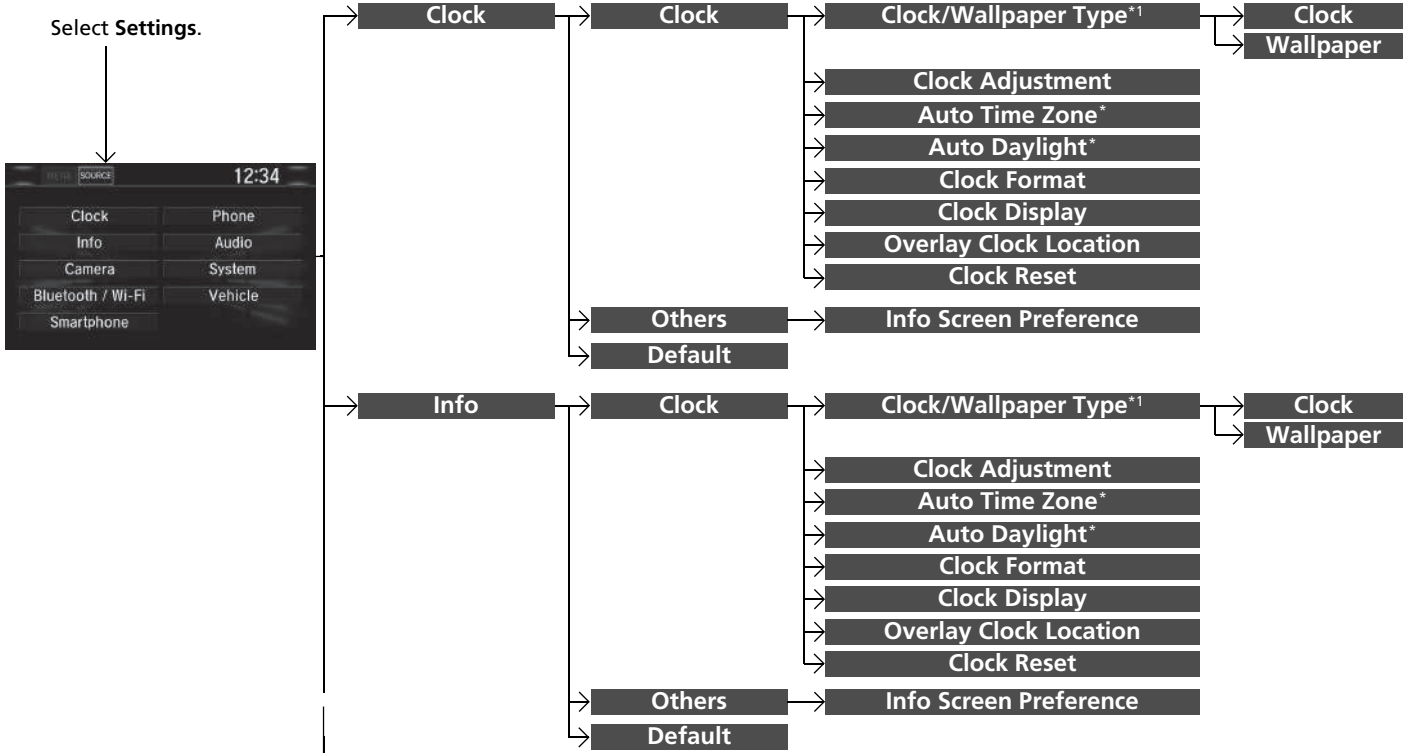 Select Settings.
MENU SOURCE 12:34
Clock Phone
Info Audio
Camera System
Bluetooth / Wi-Fi Vehicle
Smartphone
Clock Clock Clock/Wallpaper Type*1 Clock
Wallpaper
Clock Adjustment
Auto Time Zone*
Auto Daylight*
Clock Format
Clock Display
Overlay Clock Location
Clock Reset
Others Info Screen Preference
Default
Info Clock Clock/Wallpaper Type*1 Clock
Wallpaper
Clock Adjustment
Auto Time Zone*
Auto Daylight*
Clock Format
Clock Display
Overlay Clock Location
Clock Reset
Others Info Screen Preference
Default